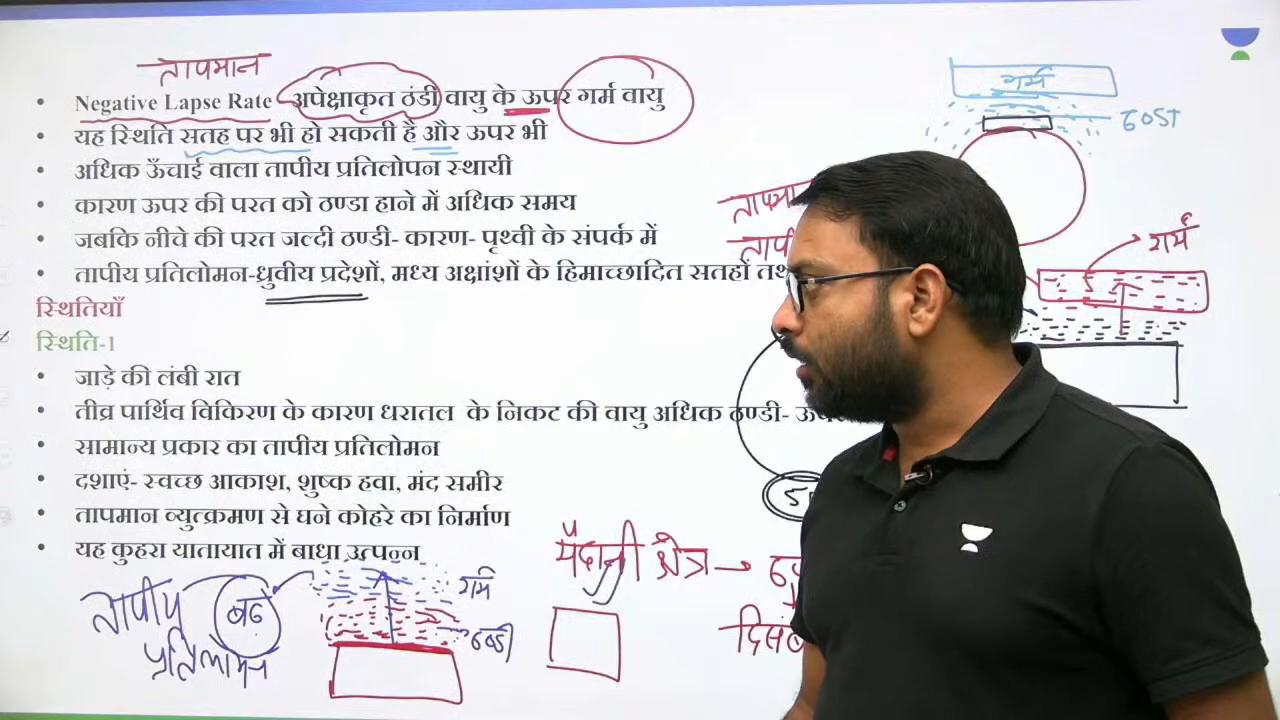 तापमान
• Negative Lapse Rate अपेक्षाकृत ठंडी वायु के ऊपर गर्म वायु
• यह स्थिति सतह पर भी हो सकती है और ऊपर भी
• अधिक ऊँचाई वाला तापीय प्रतिलोपन स्थायी
• कारण ऊपर की परत को ठण्डा हाने में अधिक समय
• जबकि नीचे की परत जल्दी ठण्डी- कारण- पृथ्वी के संपर्क में
• तापीय प्रतिलोमन-ध्रुवीय प्रदेशों, मध्य अक्षांशों के हिमाच्छादित सतहों
स्थितियाँ
स्थिति-1
• जाड़े की लंबी रात
• तीव्र पार्थिव विकिरण के कारण धरातल के निकट की वायु अधिक ठण्डी-
• सामान्य प्रकार का तापीय प्रतिलोमन
• दशाएं- स्वच्छ आकाश, शुष्क हवा, मंद समीर
• तापमान व्युत्क्रमण से घने कोहरे का निर्माण
• यह कुहरा यातायात में बाधा उत्पन्न
तापीय
प्रतिलोमन
गर्म
ठण्डी
मैदानी क्षेत्र →
गर्म
गर्म